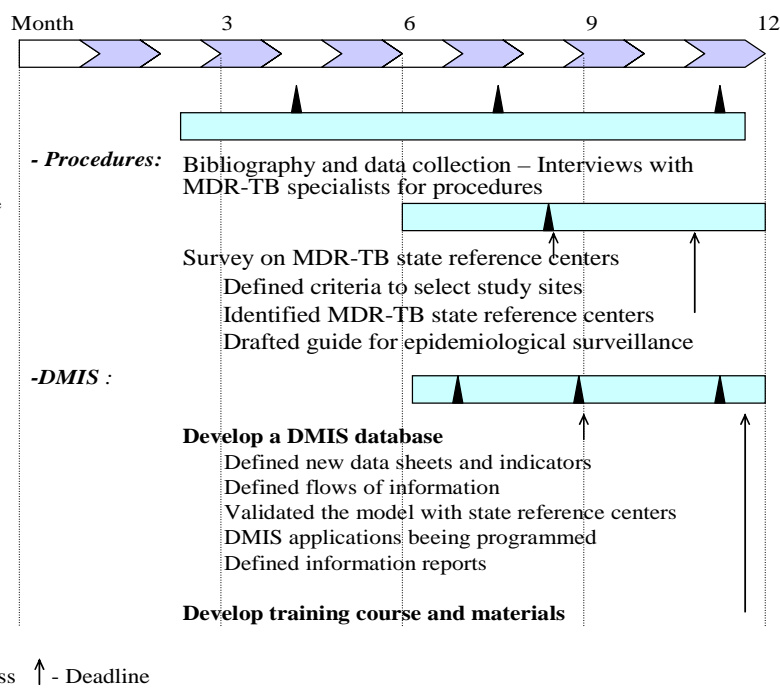 Month 3 6 9 12
- Procedures: Bibliography and data collection – Interviews with
MDR-TB specialists for procedures
Survey on MDR-TB state reference centers
Defined criteria to select study sites
Identified MDR-TB state reference centers
Drafted guide for epidemiological surveillance
-DMIS :
Develop a DMIS database
Defined new data sheets and indicators
Defined flows of information
Validated the model with state reference centers
DMIS applications beeing programmed
Defined information reports
Develop training course and materials
- Deadline